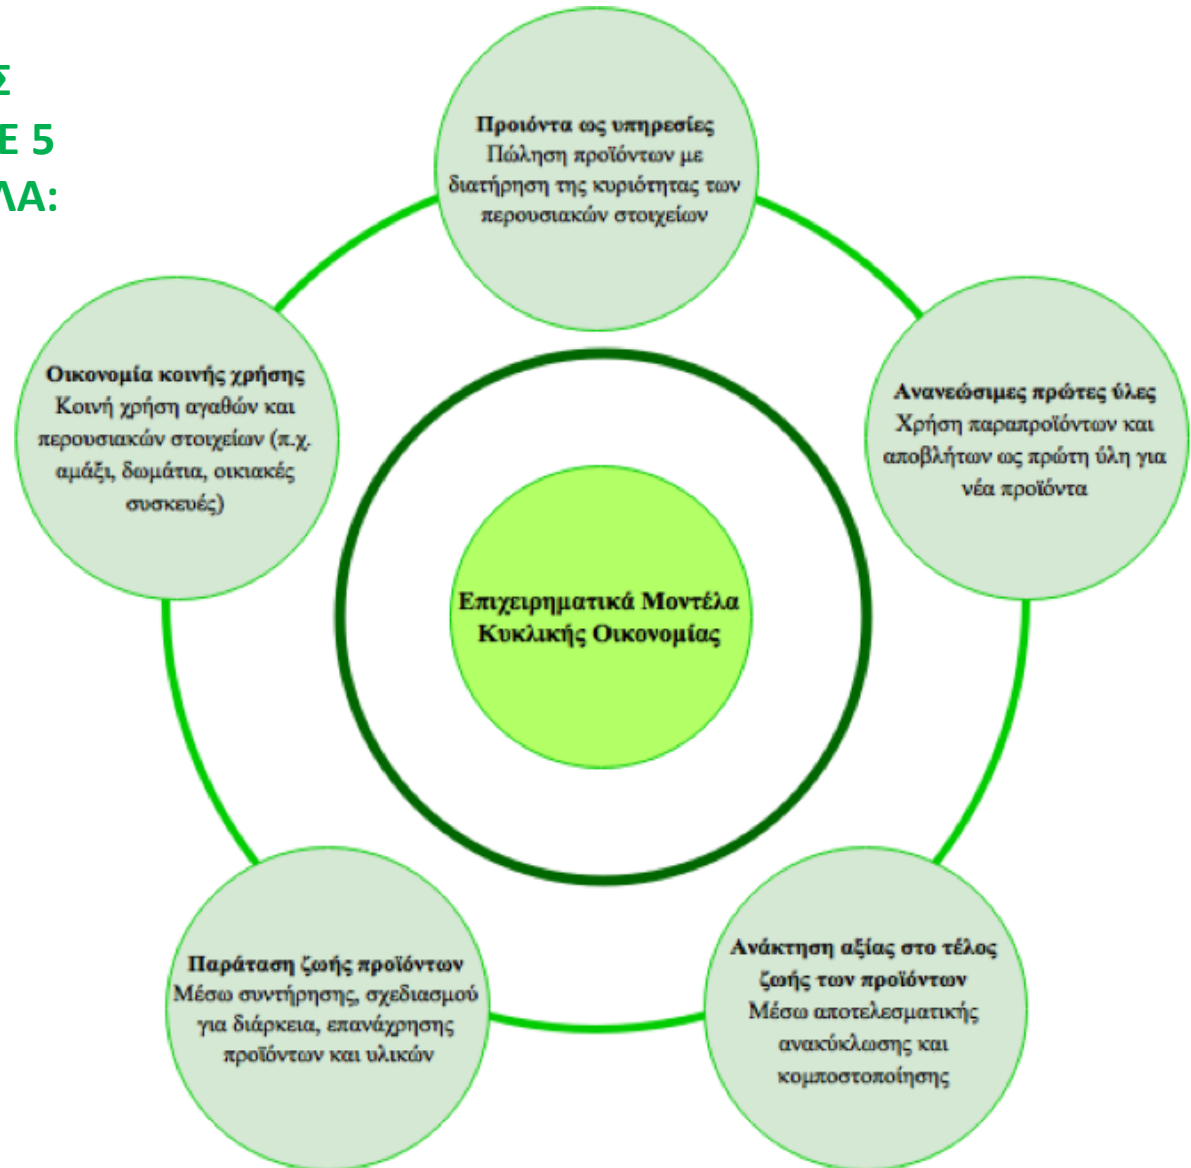 Σ
Ε 5
ΛΑ:
Προιόντα ως υπηρεσίες
Πώληση προϊόντων με
διατήρηση της κυριότητας των
περουσιακών στοιχείων
Ανανεώσιμες πρώτες ύλες
Χρήση παραπροϊόντων και
αποβλήτων ως πρώτη ύλη για
νέα προϊόντα
Ανάκτηση αξίας στο τέλος
ζωής των προϊόντων
Μέσω αποτελεσματικής
ανακύκλωσης και
κομποστοποίησης
Παράταση ζωής προϊόντων
Μέσω συντήρησης, σχεδιασμού
για διάρκεια, επανάχρησης
προϊόντων και υλικών
Οικονομία κοινής χρήσης
Κοινή χρήση αγαθών και
περουσιακών στοιχείων (π.χ.
αμάξι, δωμάτια, οικιακές
συσκευές)
Επιχειρηματικά Μοντέλα
Κυκλικής Οικονομίας